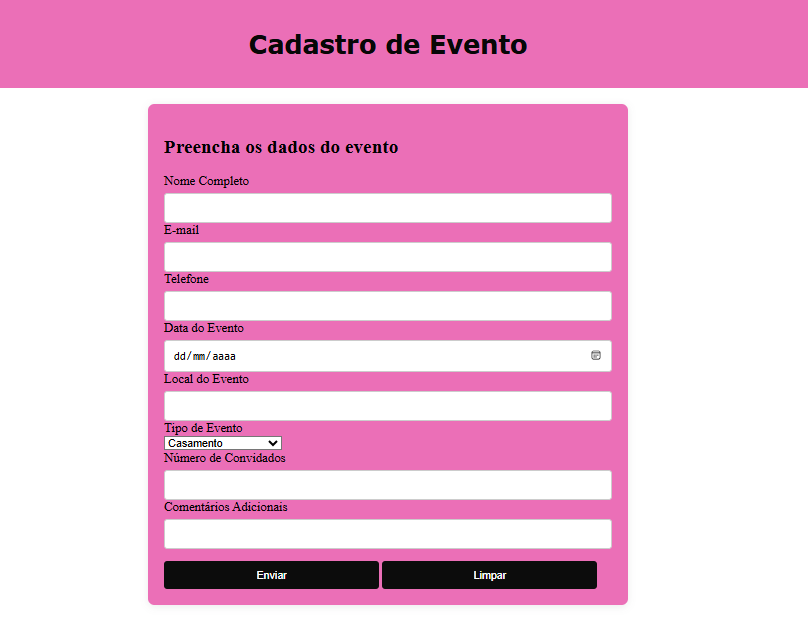 Cadastro de Evento
Preencha os dados do evento
Nome Completo
E-mail
Telefone
Data do Evento
dd/mm/aaaa
Local do Evento
Tipo de Evento
Casamento
Número de Convidados
Comentários Adicionais
Enviar Limpar